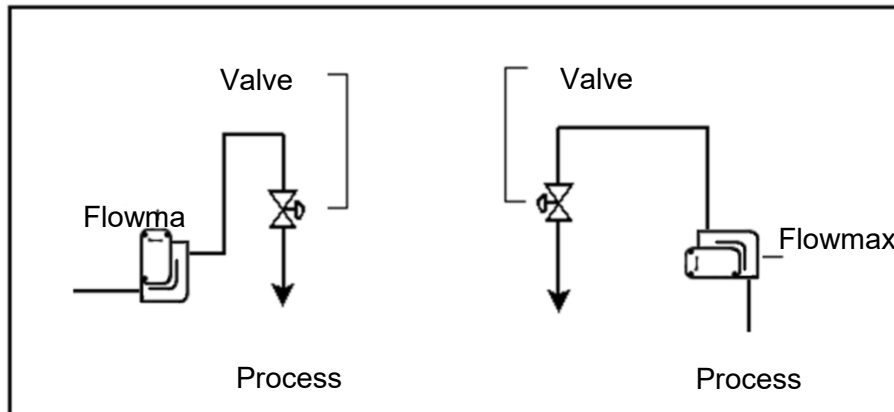 Valve
Valve
Flowma
Flowmax
Process
Process